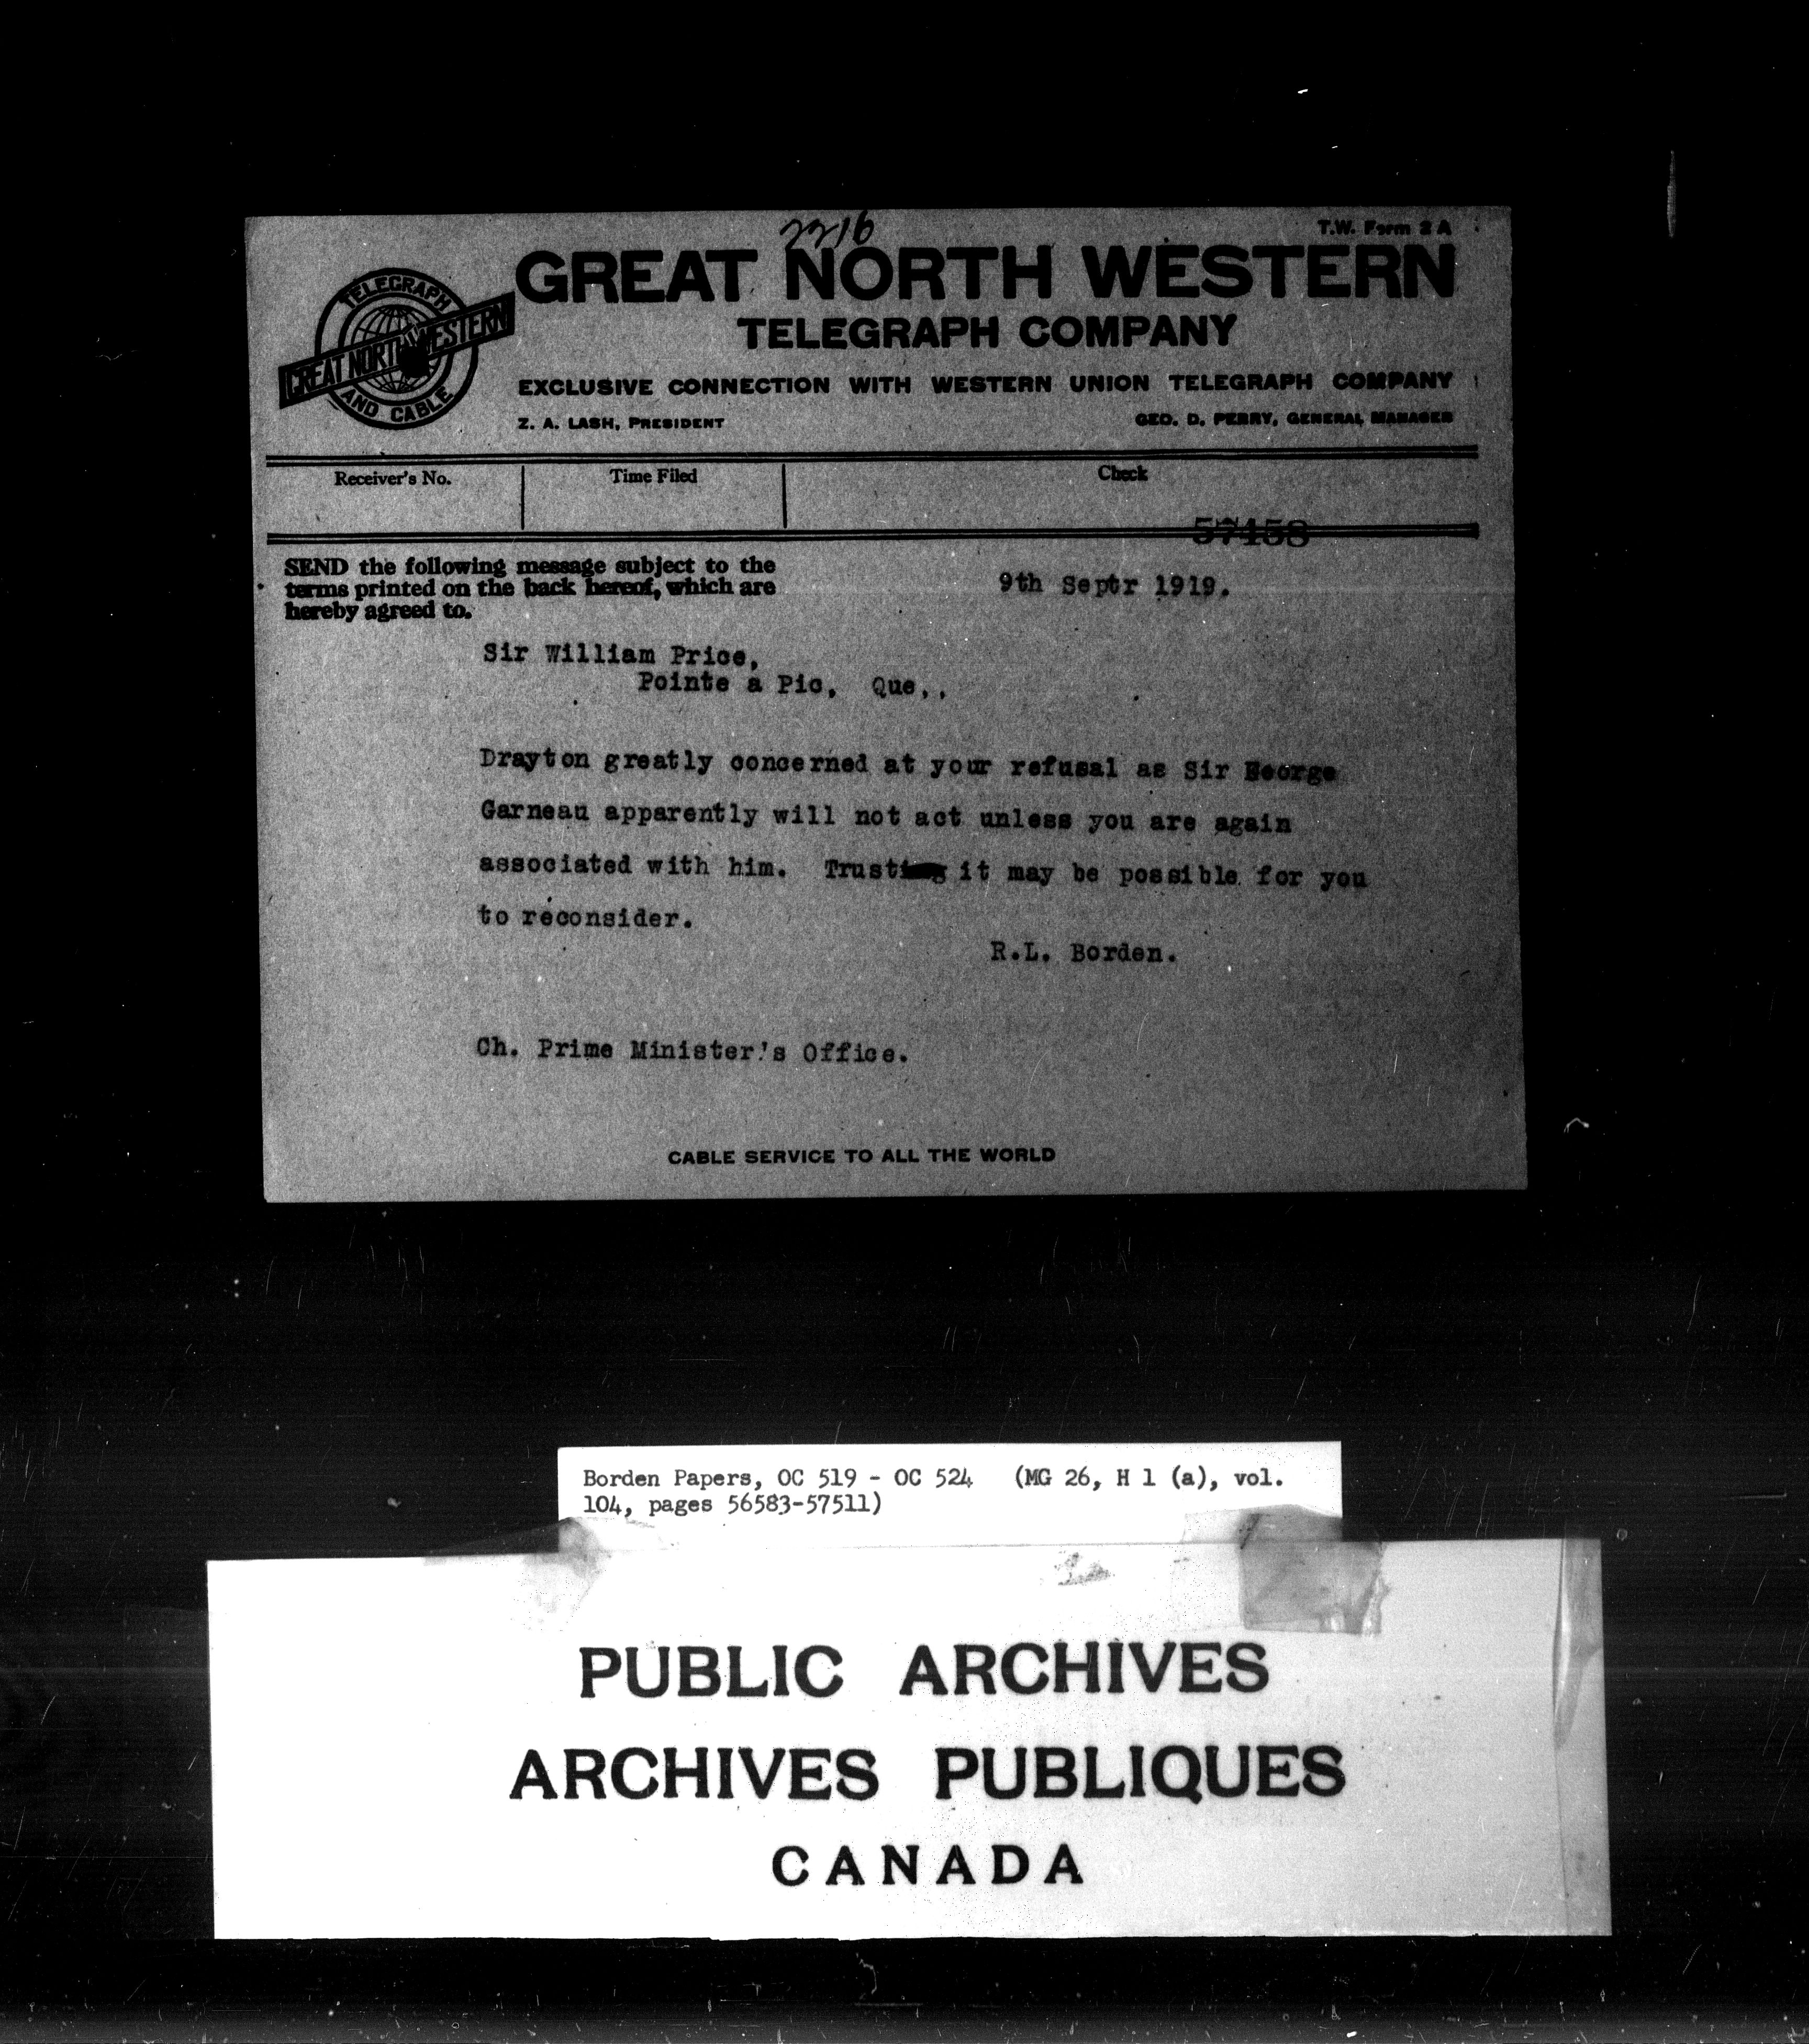 2216
T.W. Form 2 A
GREAT NORTH WESTERN
TELEGRAPH COMPANY
TELEGRAPH
GREAT NORTH WESTERN
AND CABLE
EXCLUSIVE CONNECTION WITH WESTERN UNION TELEGRAPH COMPANY
Z. A. LASH, PRESIDENT
GEO. D. PERRY, GENERAL MANAGER
Receiver's No.
Time Filed
Check
57458
SEND the following message subject to the
terms printed on the back hereof, which are
hereby agreed to.
9th Septr 1919.
Sir William Price,
Pointe a Pic, Que,.
Drayton greatly concerned at your refusal as Sir George
Garneau apparently will not act unless you are again
associated with him. Trusting it may be possible for you
to reconsider.
R.L. Borden.
Ch. Prime Minister's Office.
CABLE SERVICE TO ALL THE WORLD
Borden Papers, OC 519 - OC 524 (MG 26, H 1 (a), vol.
104, pages 56583-57511)
PUBLIC ARCHIVES
ARCHIVES PUBLIQUES
CANADA